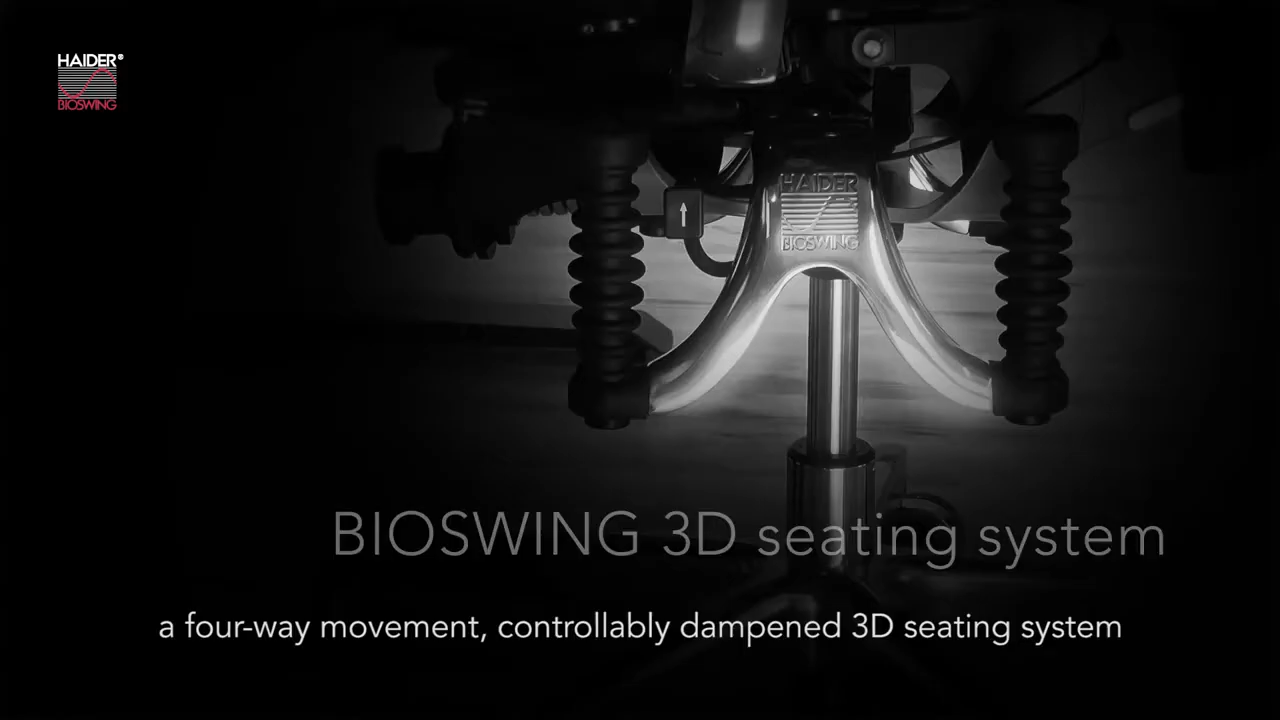 HAIDER®
BIOSWING
HAIDER
BIOSWING
BIOSWING 3D seating system
a four-way movement, controllably dampened 3D seating system